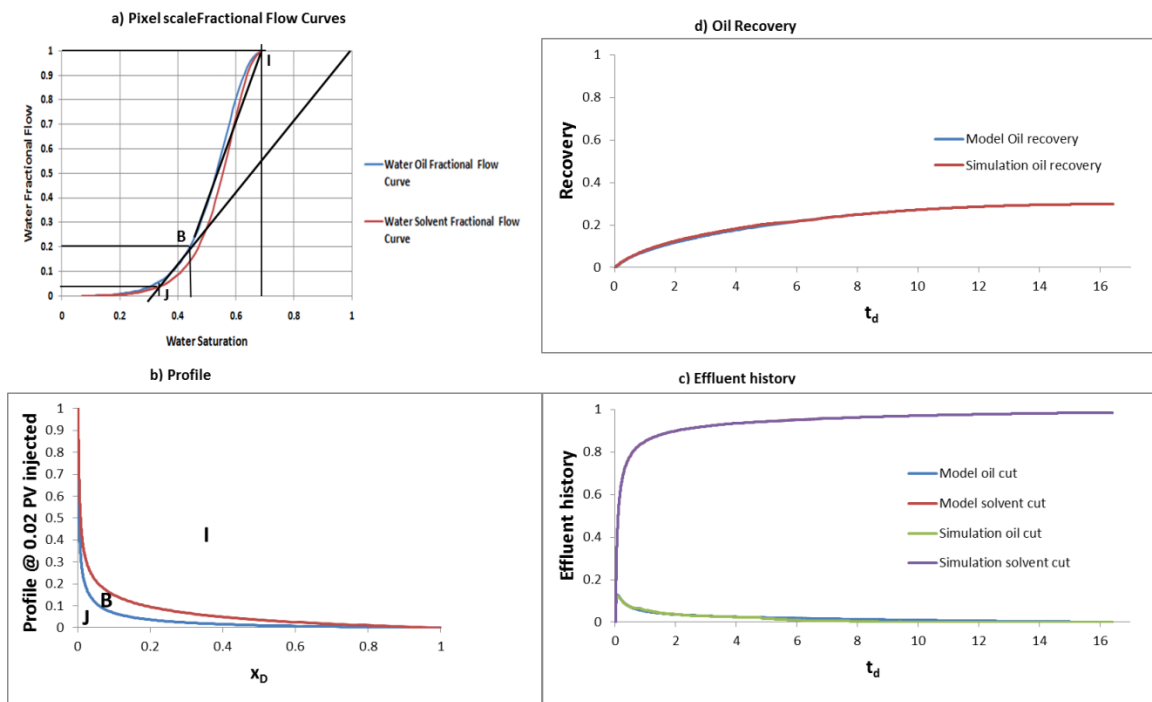 a) Pixel scaleFractional Flow Curves
Water Fractional Flow
1
0.9
0.8
0.7
0.6
0.5
0.4
0.3
0.2
0.1
0
0 0.2 0.4 0.6 0.8 1
Water Saturation
I
B
J
Water Oil Fractional Flow
Curve
Water Solvent Fractional Flow
Curve
d) Oil Recovery
Recovery
1
0.8
0.6
0.4
0.2
0
0 2 4 6 8 10 12 14 16
td
Model Oil recovery
Simulation oil recovery
b) Profile
Profile @ 0.02 PV injected
1
0.9
0.8
0.7
0.6
0.5
0.4
0.3
0.2
0.1
0
0 0.2 0.4 0.6 0.8 1
xD
I
B
J
c) Effluent history
Effluent history
1
0.8
0.6
0.4
0.2
0
0 2 4 6 8 10 12 14 16
td
Model oil cut
Model solvent cut
Simulation oil cut
Simulation solvent cut